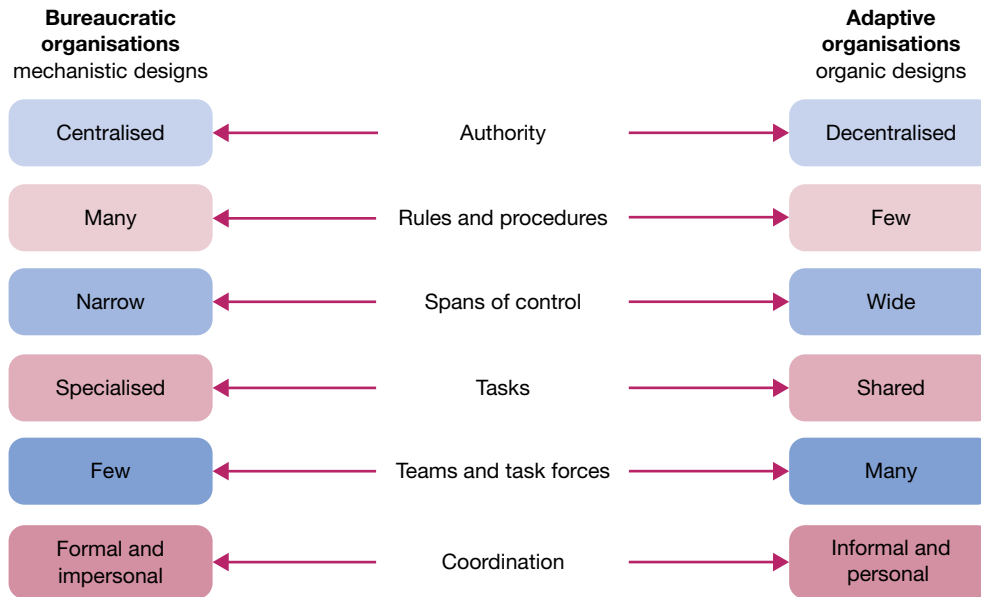 Bureaucratic
organisations
mechanistic designs
Adaptive
organisations
organic designs
Centralised
Authority
Decentralised
Many
Rules and procedures
Few
Narrow
Spans of control
Wide
Specialised
Tasks
Shared
Few
Teams and task forces
Many
Formal and
impersonal
Coordination
Informal and
personal